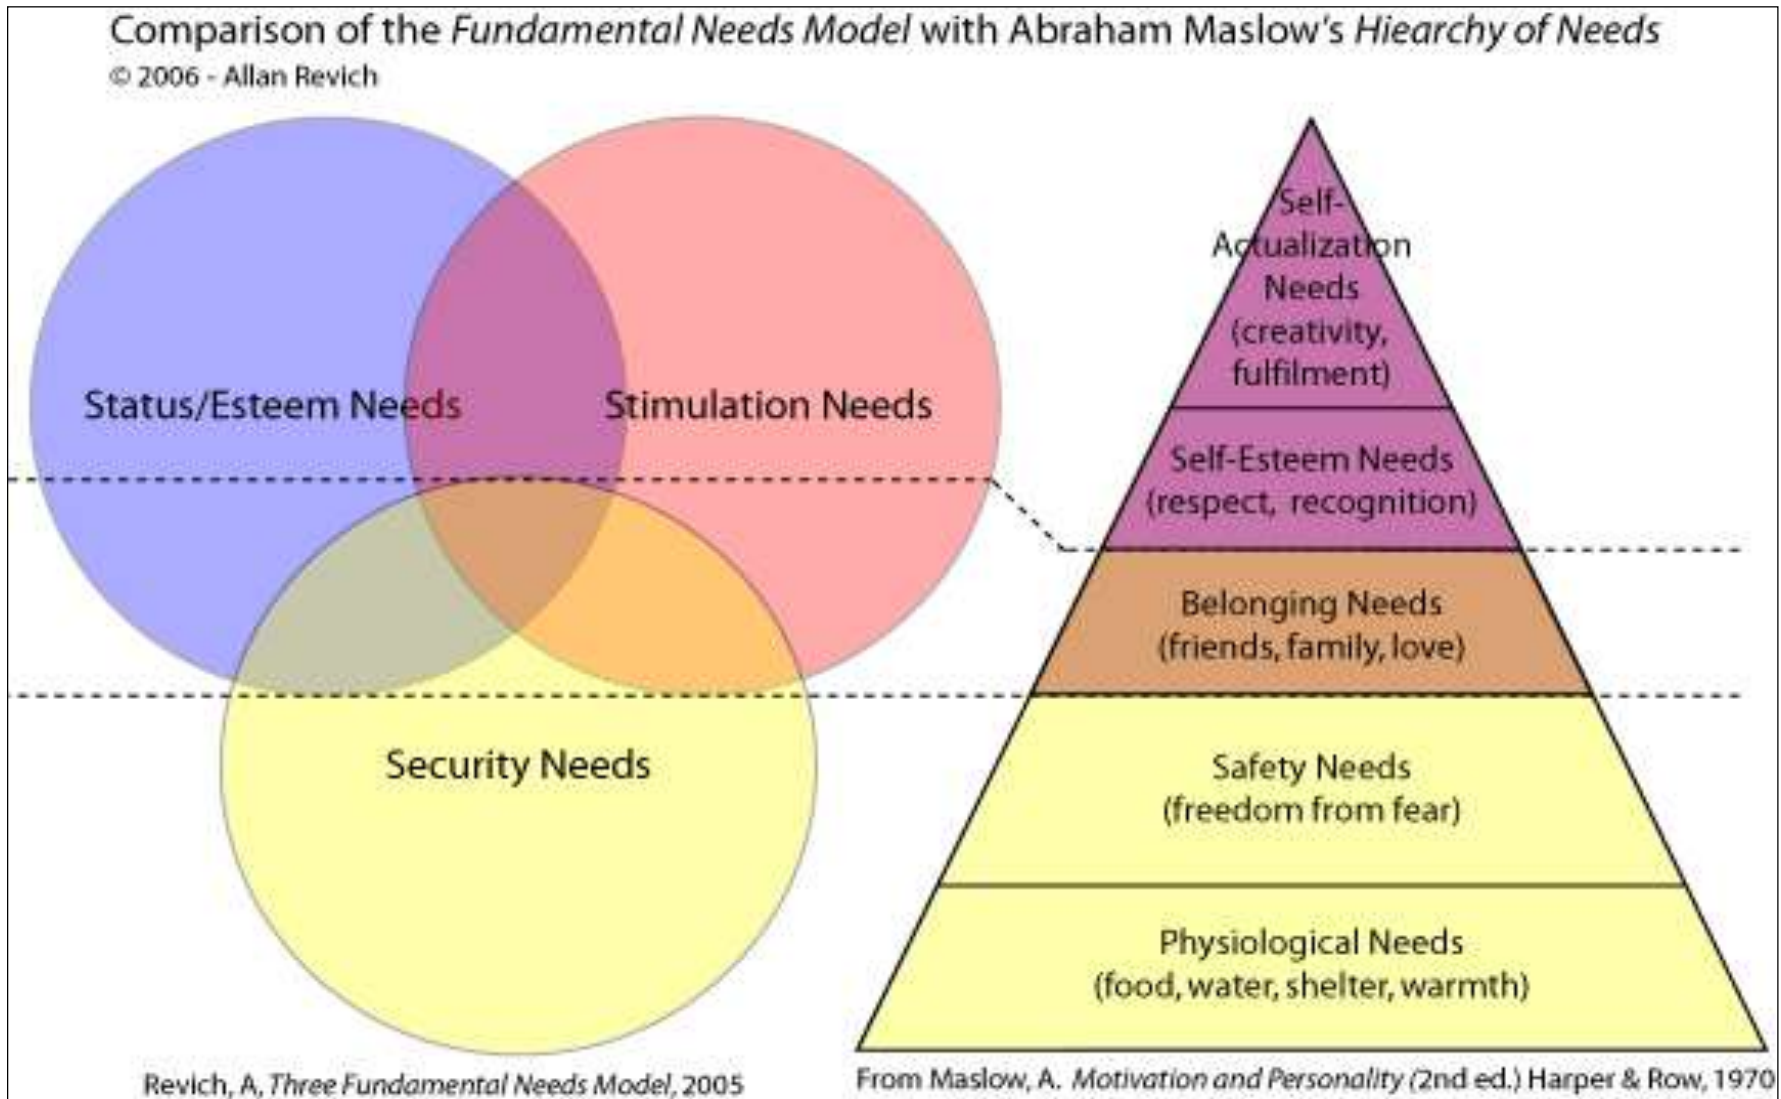 Comparison of the Fundamental Needs Model with Abraham Maslow's Hiearchy of Needs
© 2006 - Allan Revich
Status/Esteem Needs
Stimulation Needs
Security Needs
Revich, A, Three Fundamental Needs Model, 2005
Self-
Actualization
Needs
(creativity,
fulfilment)
Self-Esteem Needs
(respect, recognition)
Belonging Needs
(friends, family, love)
Safety Needs
(freedom from fear)
Physiological Needs
(food, water, shelter, warmth)
From Maslow, A. Motivation and Personality (2nd ed.) Harper & Row, 1970